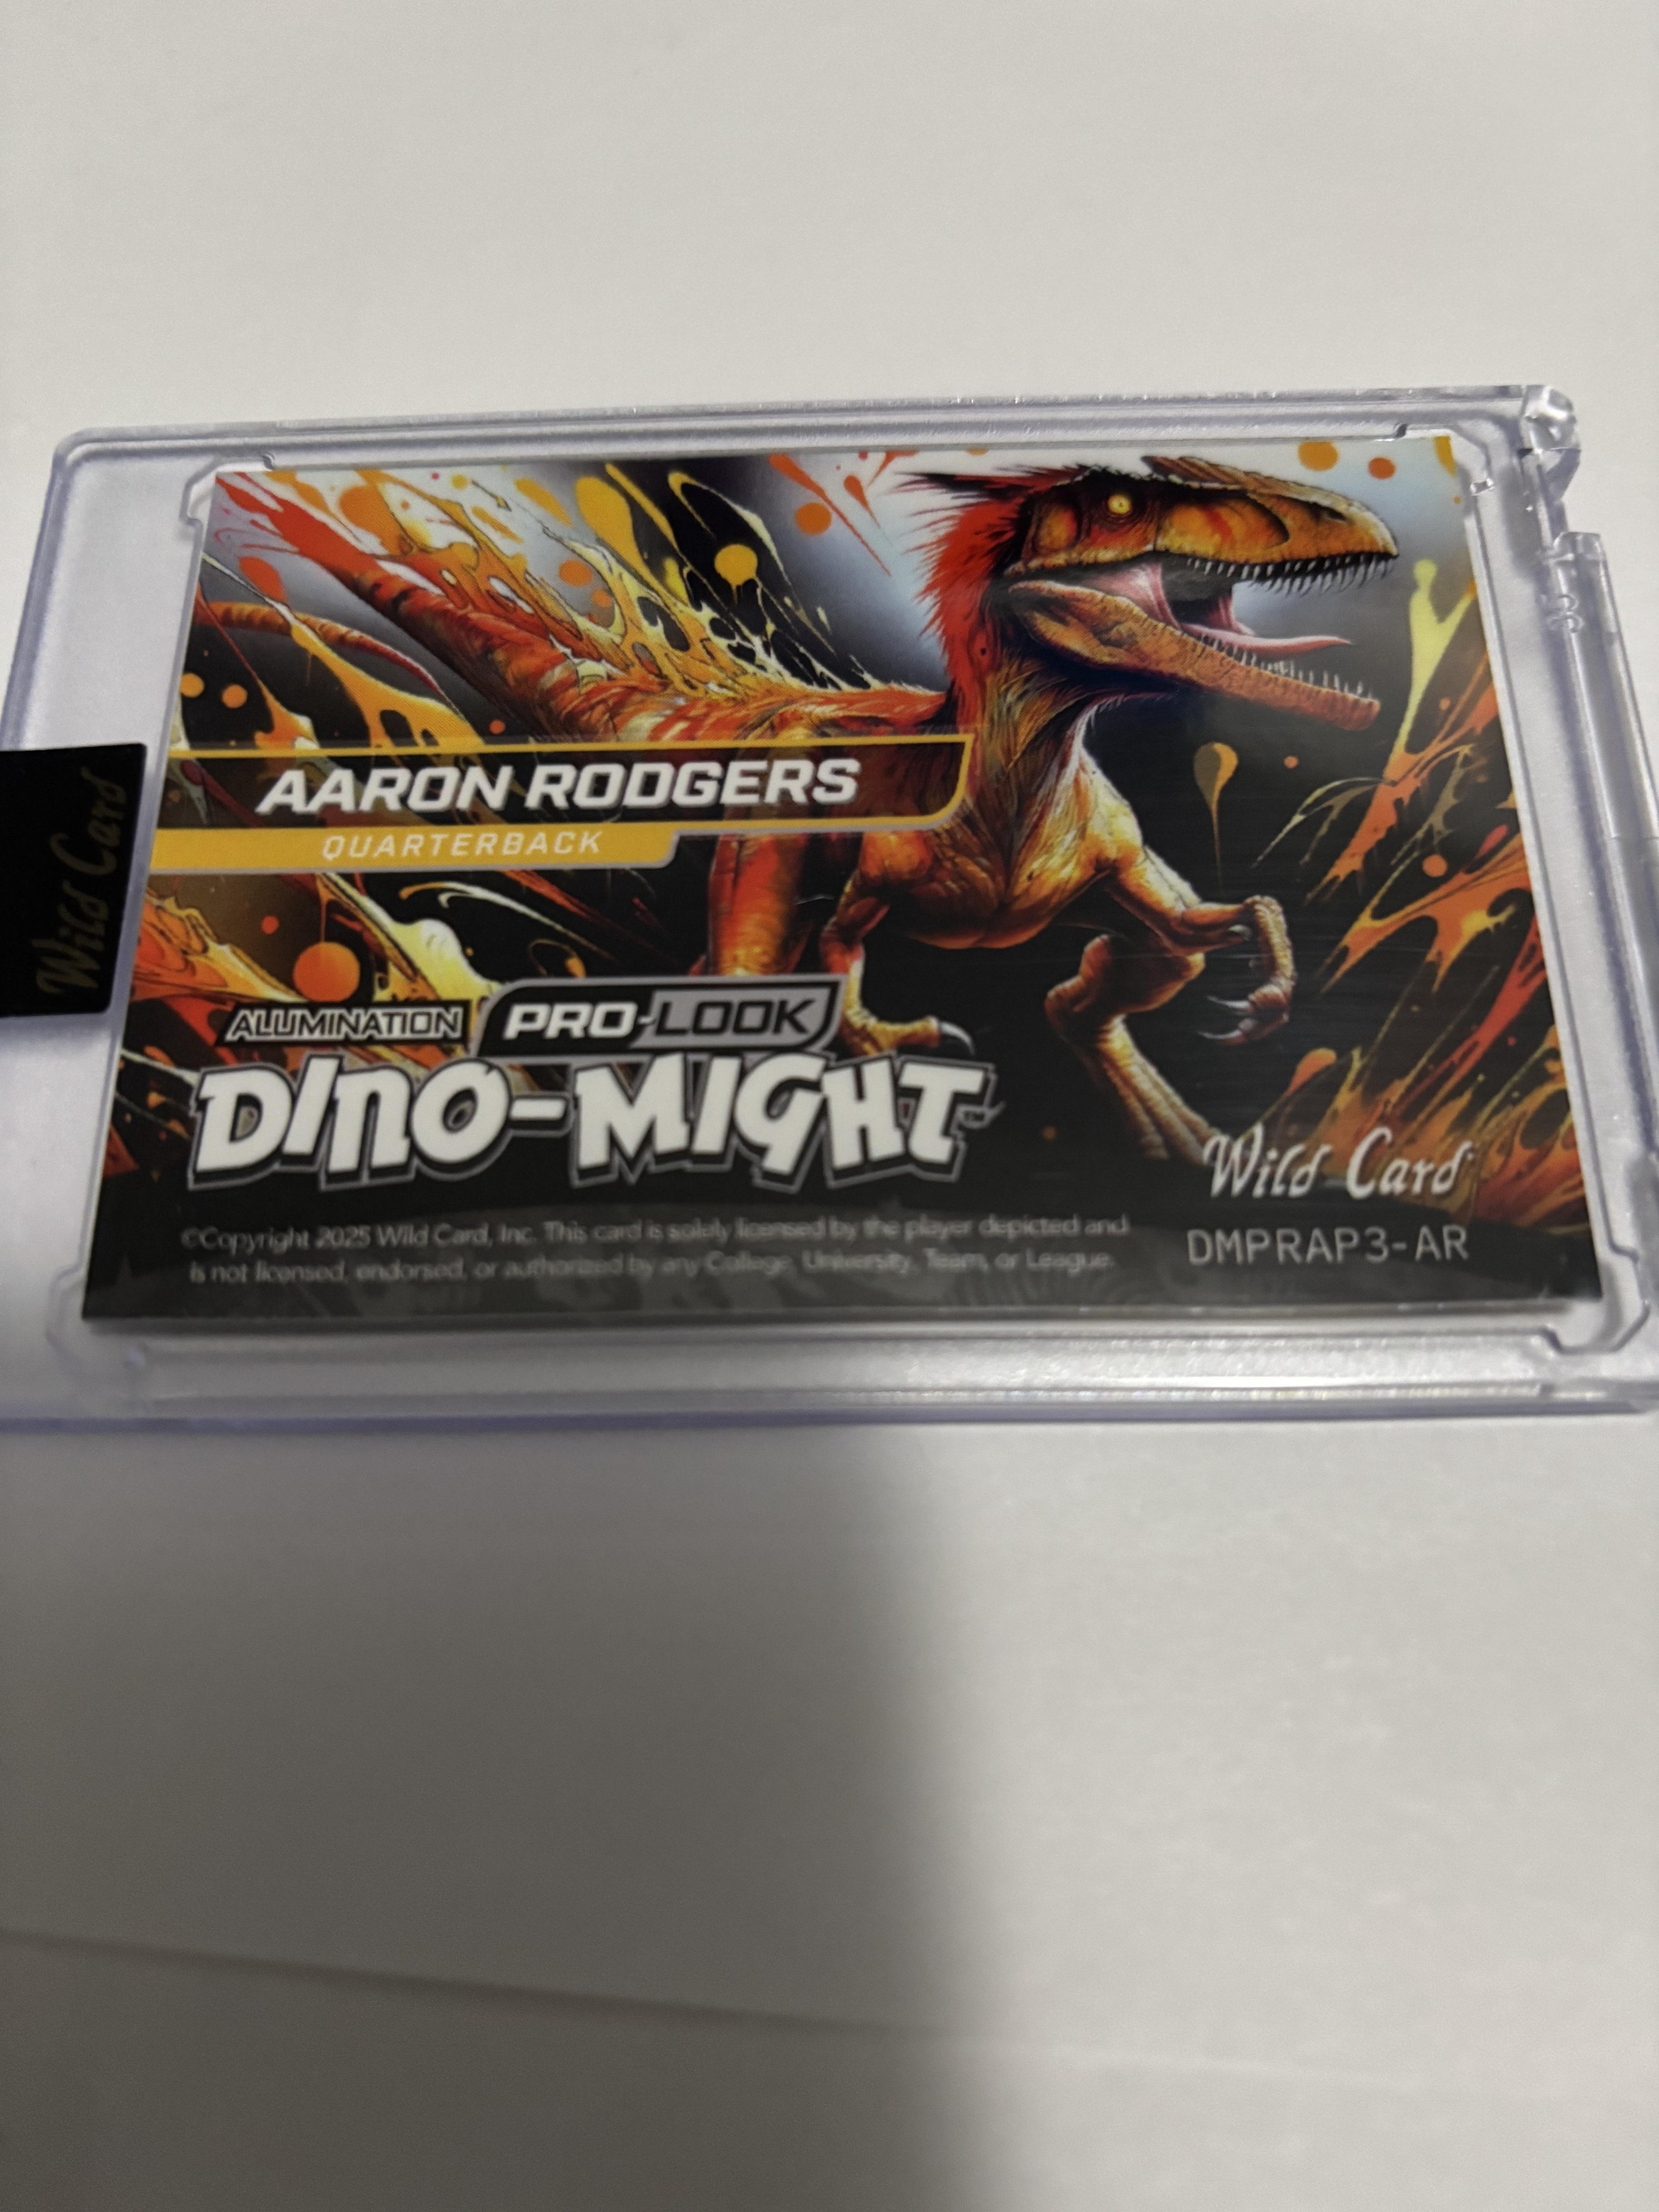 AARON RODGERS
QUARTERBACK
ALUMINATION PRO-LOOK
DINO-MIGHT™
Wild Card
Wild Card
©Copyright 2025 Wild Card, Inc. This card is solely licensed by the player depicted and
is not licensed, endorsed, or authorized by any College, University, Team, or League.
DMPRAP3-AR